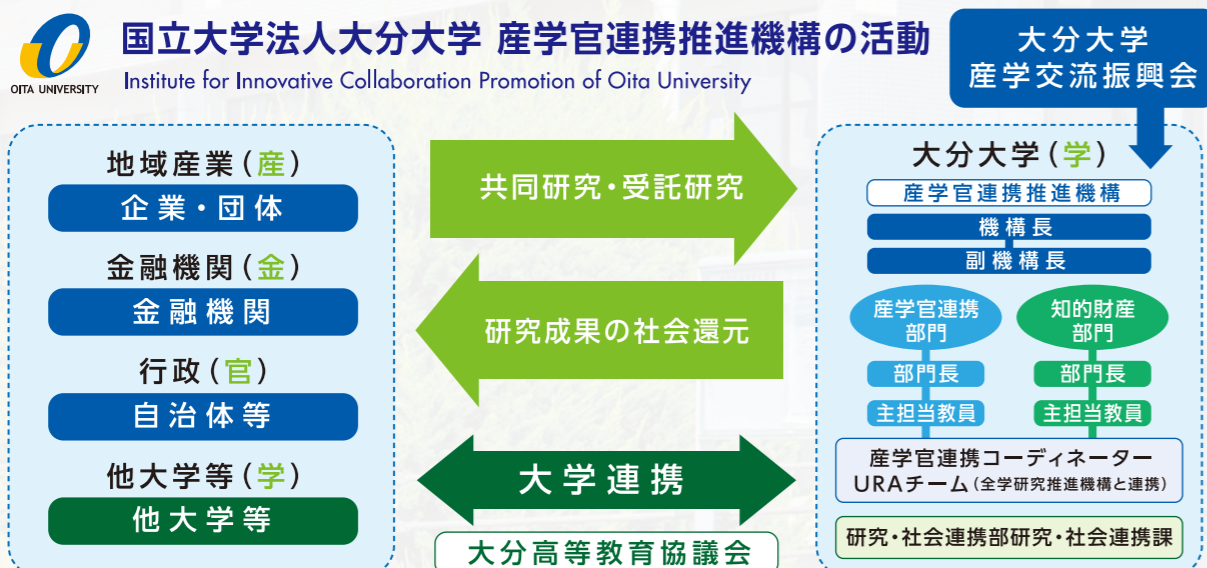 国立大学法人大分大学 産学官連携推進機構の活動
Institute for Innovative Collaboration Promotion of Oita University
OITA UNIVERSITY
大分大学
産学交流振興会
地域産業(産)
企業・団体
金融機関(金)
金融機関
行政(官)
自治体等
他大学等(学)
他大学等
共同研究・受託研究
研究成果の社会還元
大学連携
大分高等教育協議会
大分大学(学)
産学官連携推進機構
機構長
副機構長
産学官連携
部門
部門長
主担当教員
知的財産
部門
部門長
主担当教員
産学官連携コーディネーター
URAチーム(全学研究推進機構と連携)
研究・社会連携部研究・社会連携課